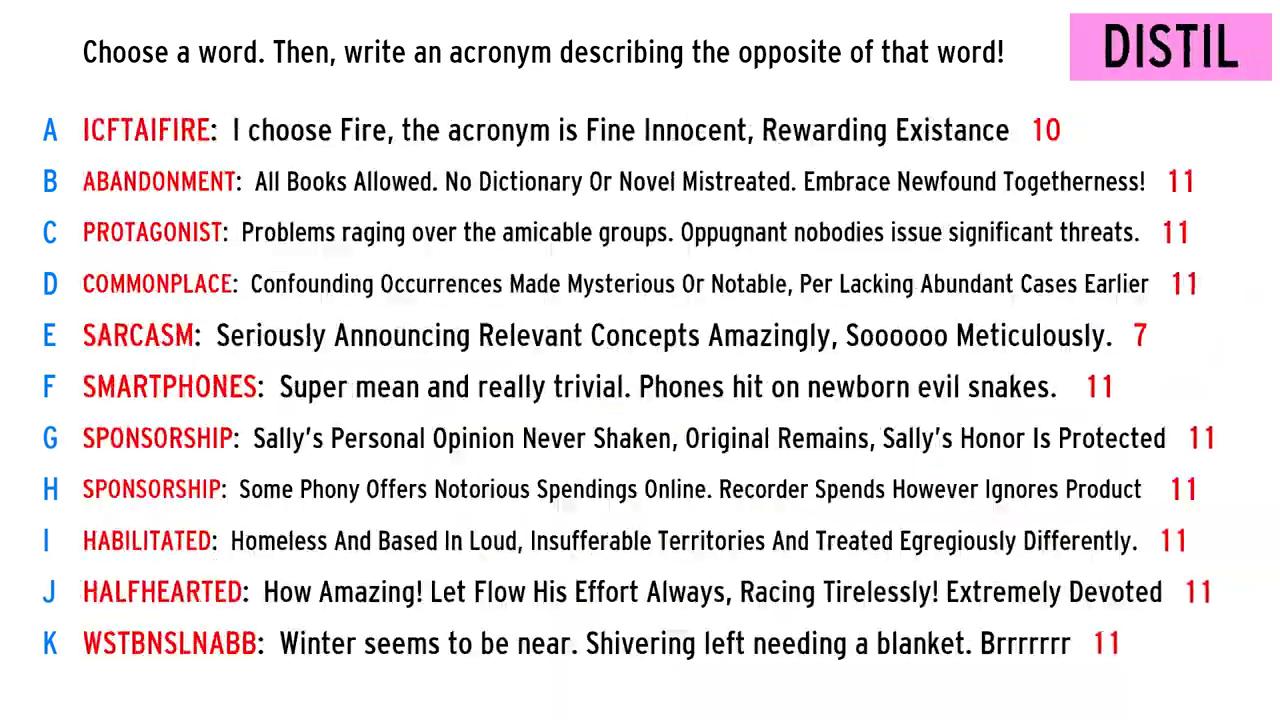 Choose a word. Then, write an acronym describing the opposite of that word!
DISTIL
A ICFTAIFIRE: I choose Fire, the acronym is Fine Innocent, Rewarding Existance 10
B ABANDONMENT: All Books Allowed. No Dictionary Or Novel Mistreated. Embrace Newfound Togetherness! 11
C PROTAGONIST: Problems raging over the amicable groups. Oppugnant nobodies issue significant threats. 11
D COMMONPLACE: Confounding Occurrences Made Mysterious Or Notable, Per Lacking Abundant Cases Earlier 11
E SARCASM: Seriously Announcing Relevant Concepts Amazingly, Soooooo Meticulously. 7
F SMARTPHONES: Super mean and really trivial. Phones hit on newborn evil snakes. 11
G SPONSORSHIP: Sally's Personal Opinion Never Shaken, Original Remains, Sally's Honor Is Protected 11
H SPONSORSHIP: Some Phony Offers Notorious Spendings Online. Recorder Spends However Ignores Product 11
I HABILITATED: Homeless And Based In Loud, Insufferable Territories And Treated Egregiously Differently. 11
J HALFHEARTED: How Amazing! Let Flow His Effort Always, Racing Tirelessly! Extremely Devoted 11
K WSTBNSLNABB: Winter seems to be near. Shivering left needing a blanket. Brrrrrrr 11